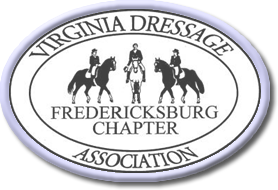 VIRGINIA DRESSAGE
FREDERICKSBURG
CHAPTER
ASSOCIATION